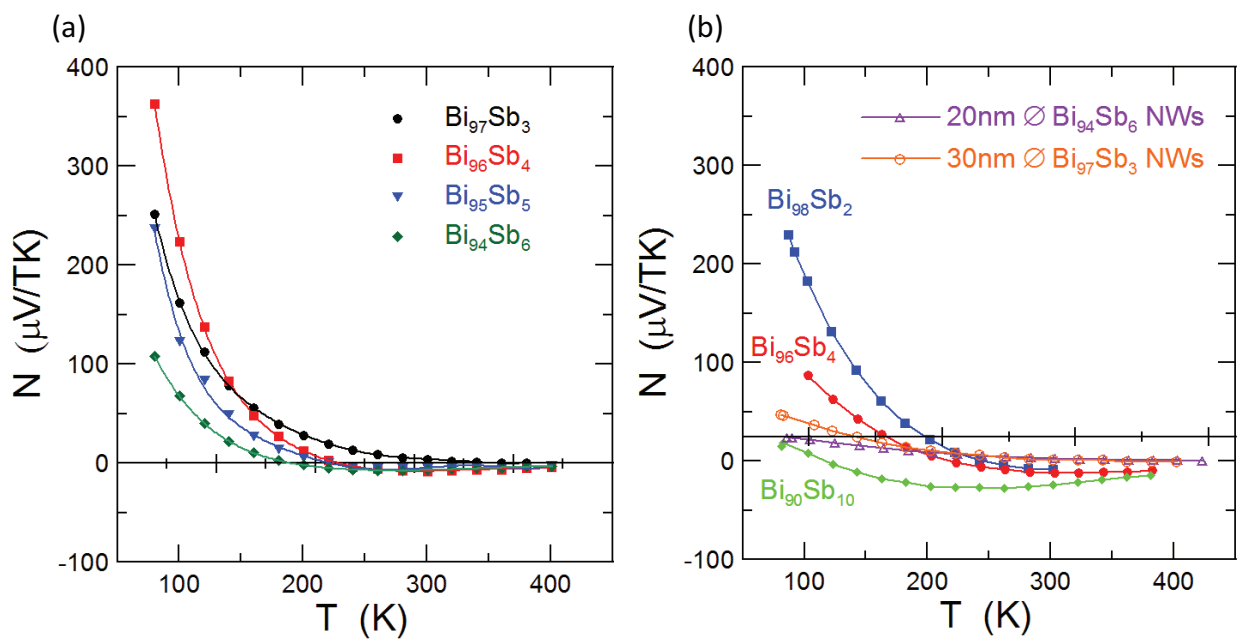 (a)
(b)
400
300
200
100
0
-100
N (μV/TK)
100
200
300
400
T (K)
Bi97Sb3
Bi96Sb4
Bi95Sb5
Bi94Sb6
400
300
200
100
0
-100
N (μV/TK)
100
200
300
400
T (K)
20nm ∅ Bi94Sb6 NWs
30nm ∅ Bi97Sb3 NWs
Bi98Sb2
Bi96Sb4
Bi90Sb10